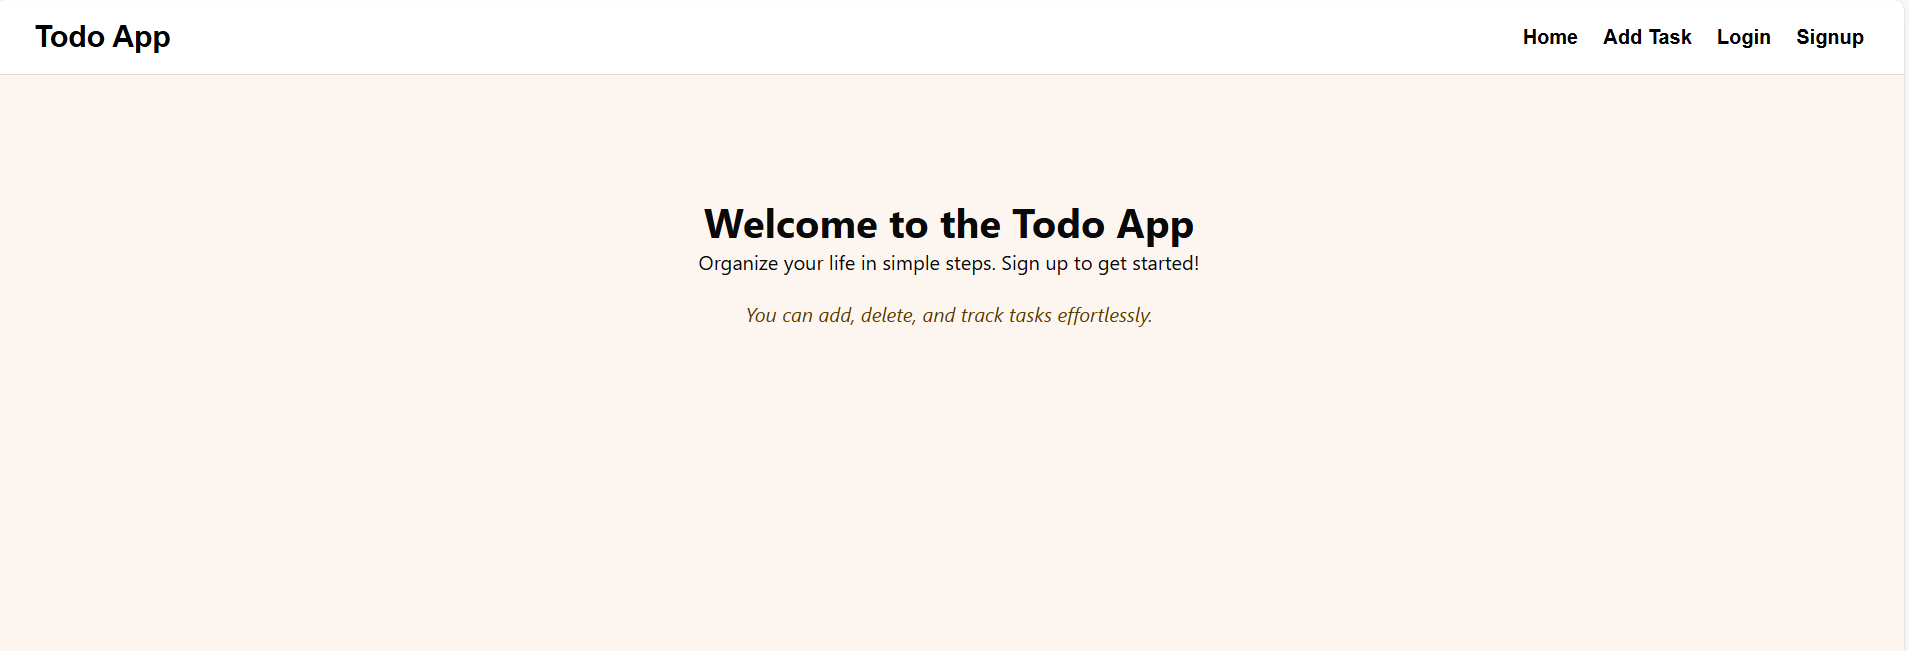 Todo App
Home Add Task Login Signup
Welcome to the Todo App
Organize your life in simple steps. Sign up to get started!
You can add, delete, and track tasks effortlessly.